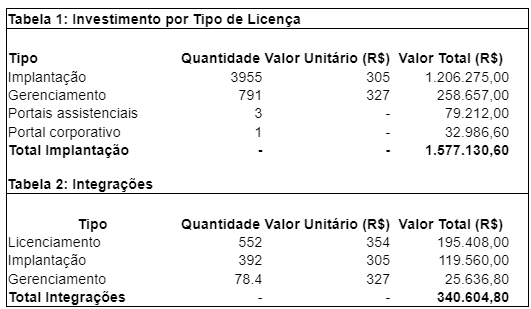 Tabela 1: Investimento por Tipo de Licença
Tipo Quantidade Valor Unitário (R$) Valor Total (R$)
Implantação 3955 305 1.206.275,00
Gerenciamento 791 327 258.657,00
Portais assistenciais 3 - 79.212,00
Portal corporativo 1 - 32.986,60
Total Implantação - - 1.577.130,60
Tabela 2: Integrações
Tipo Quantidade Valor Unitário (R$) Valor Total (R$)
Licenciamento 552 354 195.408,00
Implantação 392 305 119.560,00
Gerenciamento 78.4 327 25.636,80
Total Integrações - - 340.604,80